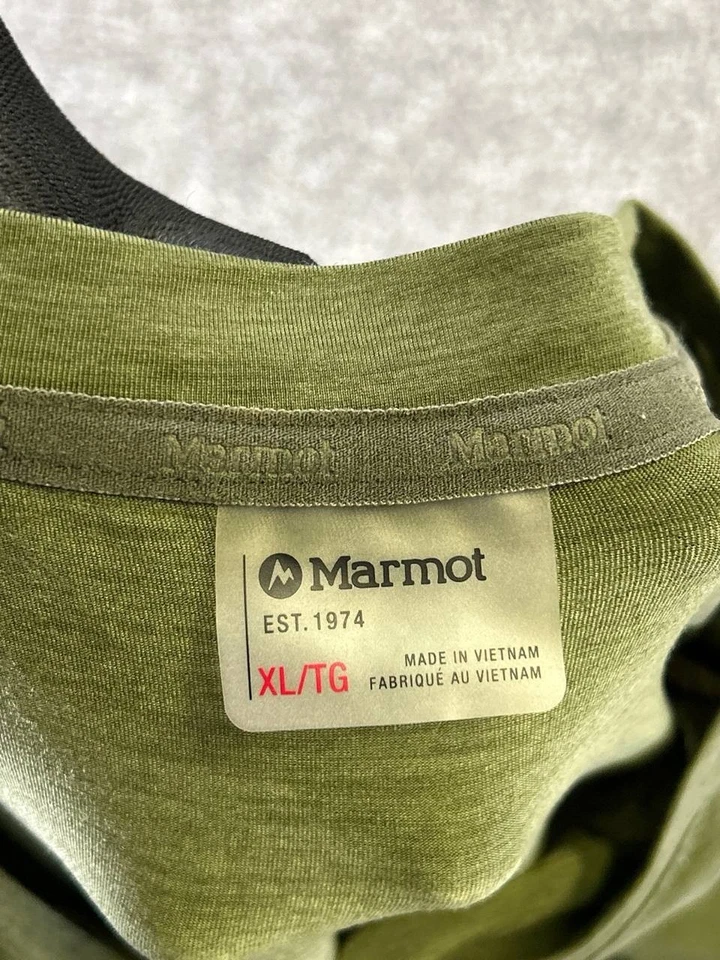 Marmot Marmot
Marmot
EST. 1974
XL/TG
MADE IN VIETNAM
FABRIQUÉ AU VIETNAM